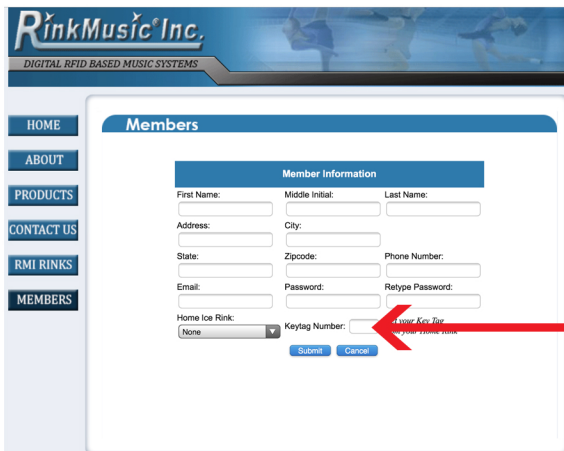 RinkMusic® Inc.
DIGITAL RFID BASED MUSIC SYSTEMS
HOME
ABOUT
PRODUCTS
CONTACT US
RMI RINKS
MEMBERS
Members
Member Information
First Name: Middle Initial: Last Name:
Address: City:
State: Zipcode: Phone Number:
Email: Password: Retype Password:
Home Ice Rink:
None
Keytag Number:
your Key Tag
your Home Rink
Submit Cancel